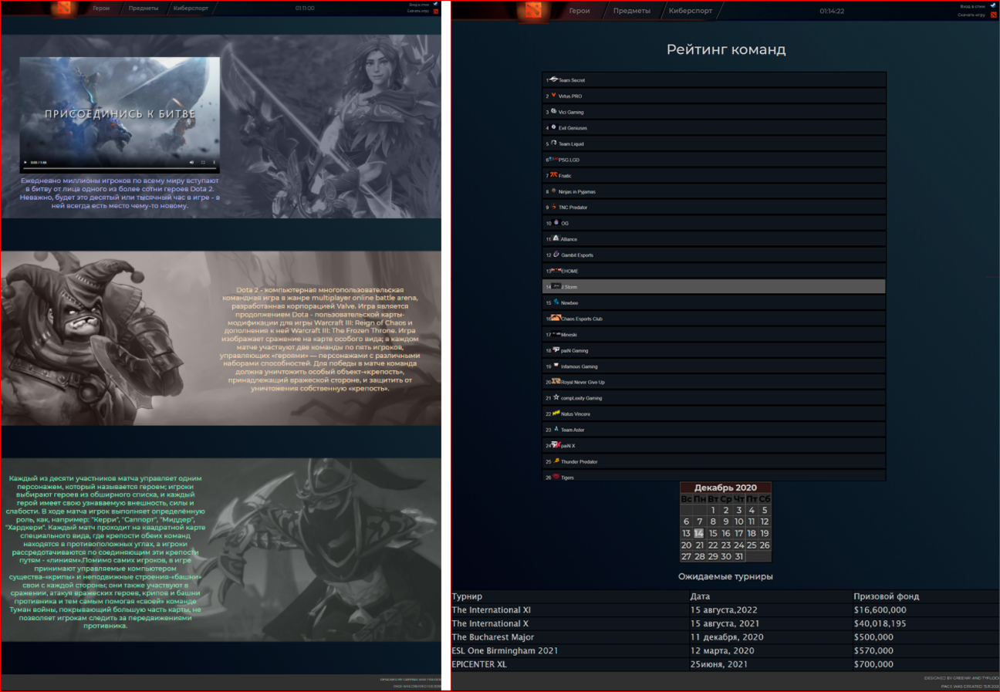 Герои Предметы Киберспорт 01:11:00 Вход в стим
Скачать игру
ПРИСОЕДИНИСЬ К БИТВЕ
Ежедневно миллионы игроков по всему миру вступают
в битву от лица одного из более сотни героев Dota 2.
Неважно, будет это десятый или тысячный час в игре - в
ней всегда есть место чему-то новому.
Dota 2 - компьютерная многопользовательская
командная игра в жанре multiplayer online battle arena,
разработанная корпорацией Valve. Игра является
продолжением Dota - пользовательской карты-
модификации для игры Warcraft III: Reign of Chaos и
дополнения к ней Warcraft III: The Frozen Throne. Игра
изображает сражение на карте особого вида; в каждом
матче участвуют две команды по пять игроков,
управляющих «героями» — персонажами с различными
наборами способностей. Для победы в матче команда
должна уничтожить особый объект-«крепость»,
принадлежащий вражеской стороне, и защитить от
уничтожения собственную «крепость».
Каждый из десяти участников матча управляет одним
персонажем, который называется героем; игроки
выбирают героев из обширного списка, и каждый
герой имеет свою узнаваемую внешность, силы и
слабости. В ходе матча игрок выполняет определённую
роль, как, например: "Керри", "Саппорт", "Миддер",
"Хардкери". Каждый матч проходит на квадратной карте
специального вида, где крепости обеих команд
находятся в противоположных углах, а игроки
рассредотачиваются по соединяющим эти крепости
путям - «линиям».Помимо самих игроков, в игре
принимают управляемые компьютером
существа-«крипы» и неподвижные строения-«башни»
свои с каждой стороны; они также участвуют в
сражении, атакуя вражеских героев, крипов и башни
противника и тем самым помогая «своей» команде
Туман войны, покрывающий большую часть карты, не
позволяет игрокам следить за передвижениями
противника.
Герои Предметы Киберспорт 01:14:22 Вход в стим
Скачать игру
Рейтинг команд
1 Team Secret
2 Virtus.PRO
3 Vici Gaming
4 Evil Geniuses
5 Team Liquid
6 PSG.LGD
7 Fnatic
8 Ninjas in Pyjamas
9 TNC Predator
10 OG
11 Alliance
12 Gambit Esports
13 EHOME
14 J.Storm
15 Newbee
16 Chaos Esports Club
17 Mineski
18 paiN Gaming
19 Infamous Gaming
20 Royal Never Give Up
21 compLexity Gaming
22 Natus Vincere
23 Team Aster
24 paiN X
25 Thunder Predator
26 Tigers
Декабрь 2020
Вс Пн Вт Ср Чт Пт Сб
1 2 3 4 5
6 7 8 9 10 11 12
13 14 15 16 17 18 19
20 21 22 23 24 25 26
27 28 29 30 31
Ожидаемые турниры
Турнир Дата Призовой фонд
The International XI 15 августа,2022 $16,600,000
The International X 15 августа, 2021 $40,018,195
The Bucharest Major 11 декабря, 2020 $500,000
ESL One Birmingham 2021 12 марта, 2020 $570,000
EPICENTER XL 25июня, 2021 $700,000
DESIGNED BY AND
PAGE WAS CREATED